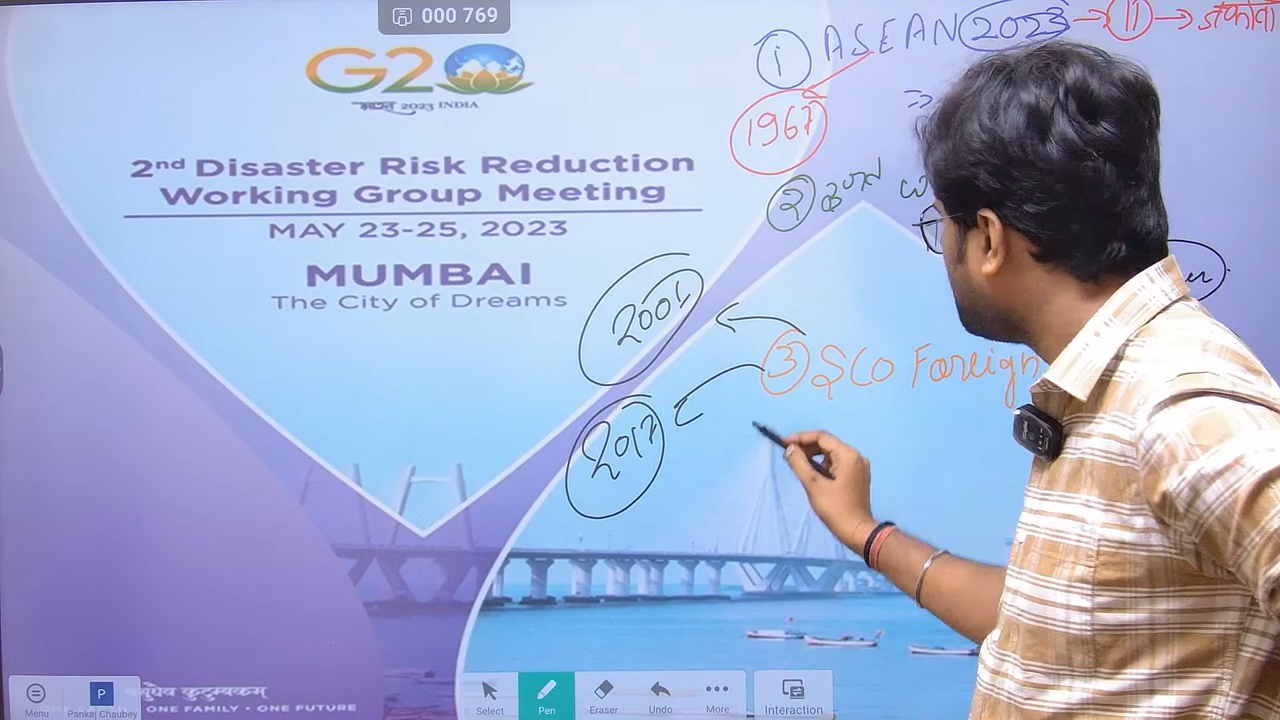 000 769
G20
भारत 2023 INDIA
2nd Disaster Risk Reduction
Working Group Meeting
MAY 23-25, 2023
MUMBAI
The City of Dreams
1 ASEAN 2023 → 11 →
1967
2
2001
3 SCO Foreign
2017
वसुधैव कुटुम्बकम्
ONE FAMILY • ONE FUTURE
Menu
P
Pankaj Chaubey
Select
Pen
Eraser
Undo
More
Interaction